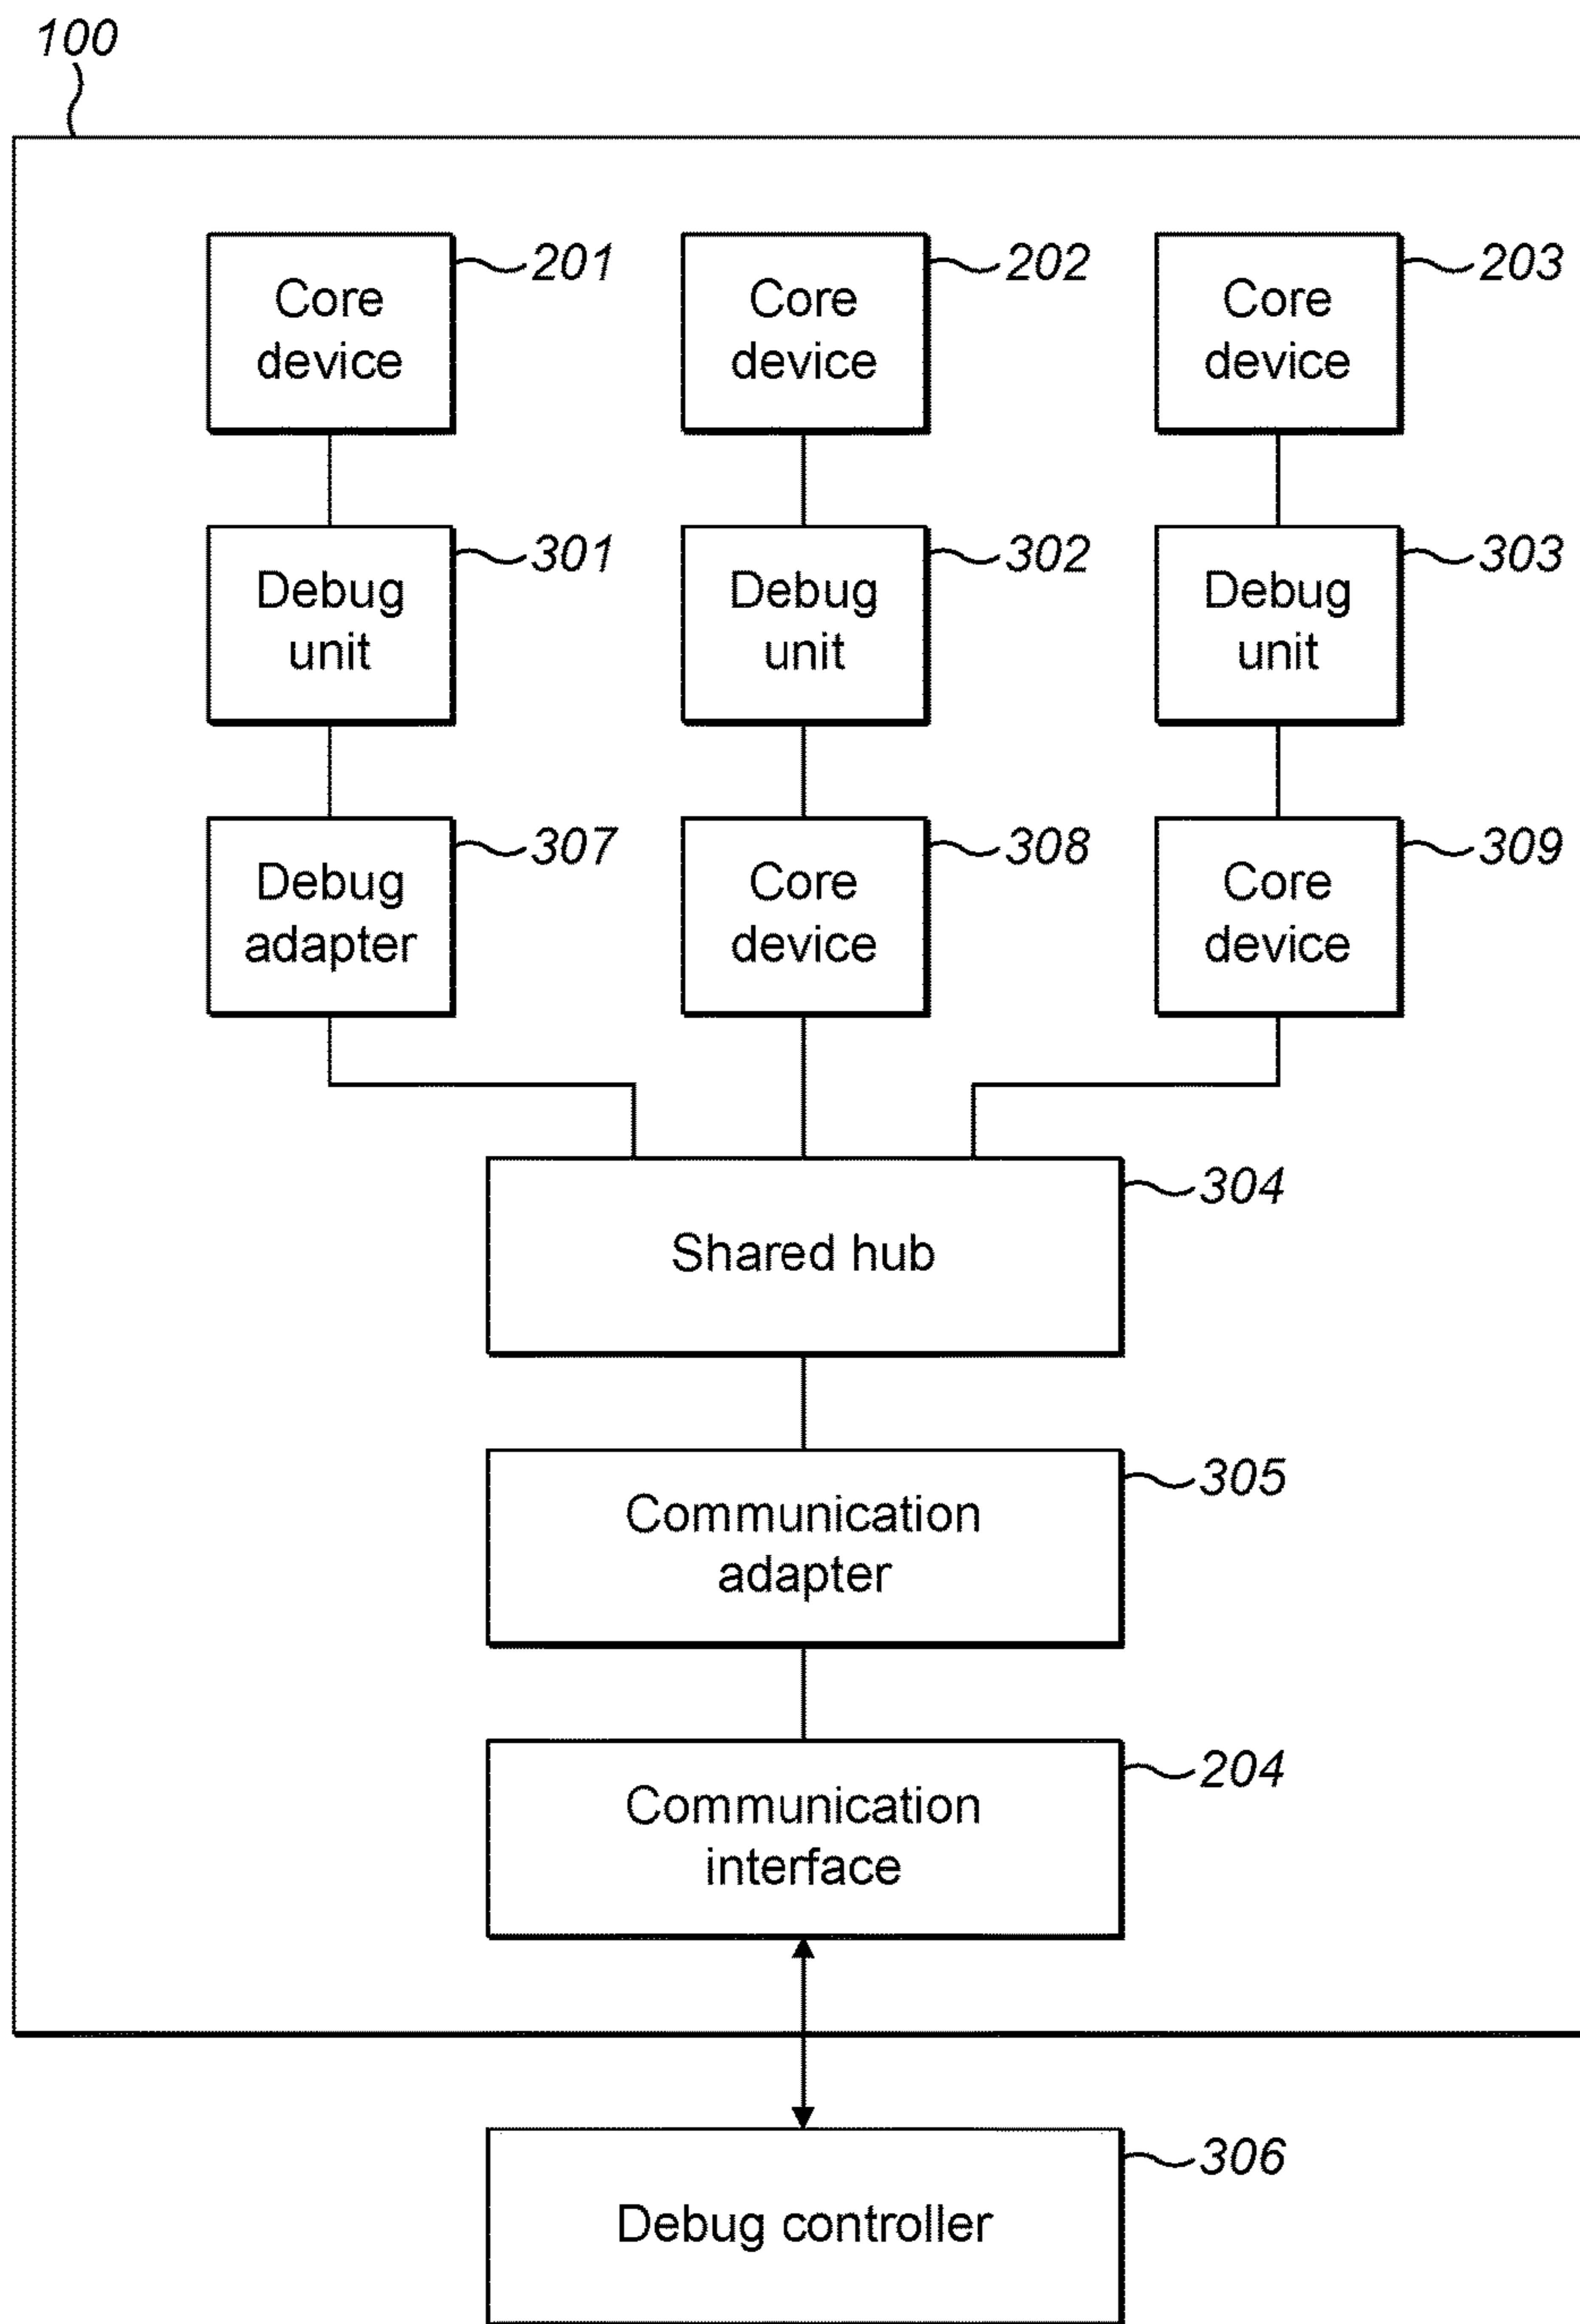 100
201
202
203
Core
device
Core
device
Core
device
301
302
303
Debug
unit
Debug
unit
Debug
unit
307
308
309
Debug
adapter
Core
device
Core
device
304
Shared hub
305
Communication
adapter
204
Communication
interface
306
Debug controller